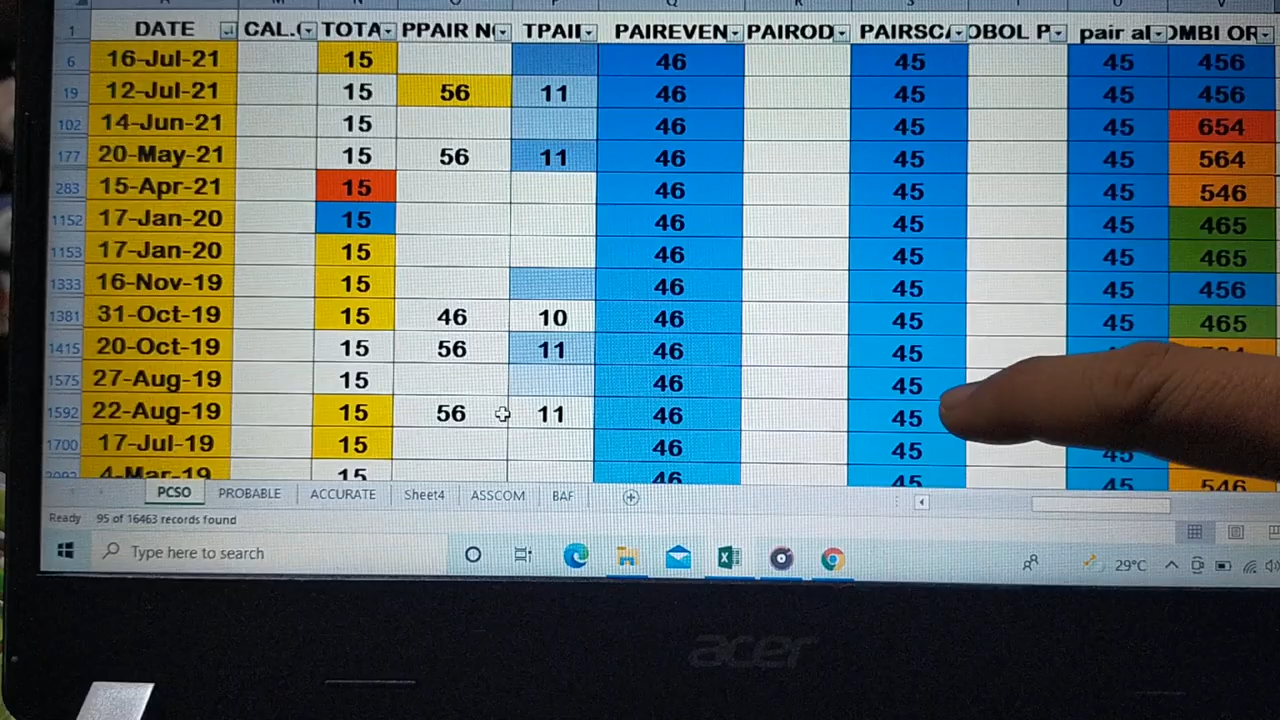 1 DATE CAL.( TOTA PPAIR N TPAII PAIREVEN PAIROD PAIRSC OBOL P pair al OMBI OR
6 16-Jul-21 15 46 45 45 456
19 12-Jul-21 15 56 11 46 45 45 456
102 14-Jun-21 15 46 45 45 654
177 20-May-21 15 56 11 46 45 45 564
283 15-Apr-21 15 46 45 45 546
1152 17-Jan-20 15 46 45 45 465
1153 17-Jan-20 15 46 45 45 465
1333 16-Nov-19 15 46 45 45 456
1381 31-Oct-19 15 46 10 46 45 45 465
1415 20-Oct-19 15 56 11 46 45
1575 27-Aug-19 15 46 45
1592 22-Aug-19 15 56 11 46 45
1700 17-Jul-19 15 46 45 45
4-Mar-19 15 46 45 45 546
PCSO PROBABLE ACCURATE Sheet4 ASSCOM BAF
Ready 95 of 16463 records found
Type here to search 29°C
acer